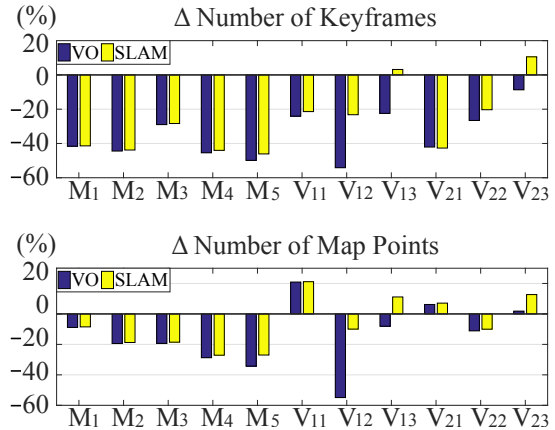 (%) Δ Number of Keyframes
20
VO SLAM
0
-20
-40
-60
M1 M2 M3 M4 M5 V11 V12 V13 V21 V22 V23
(%) Δ Number of Map Points
20
VO SLAM
0
-20
-40
-60
M1 M2 M3 M4 M5 V11 V12 V13 V21 V22 V23